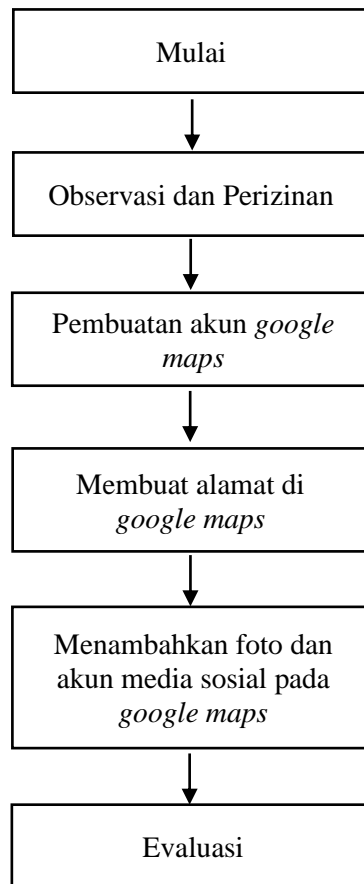 Mulai
Observasi dan Perizinan
Pembuatan akun google
maps
Membuat alamat di
google maps
Menambahkan foto dan
akun media sosial pada
google maps
Evaluasi